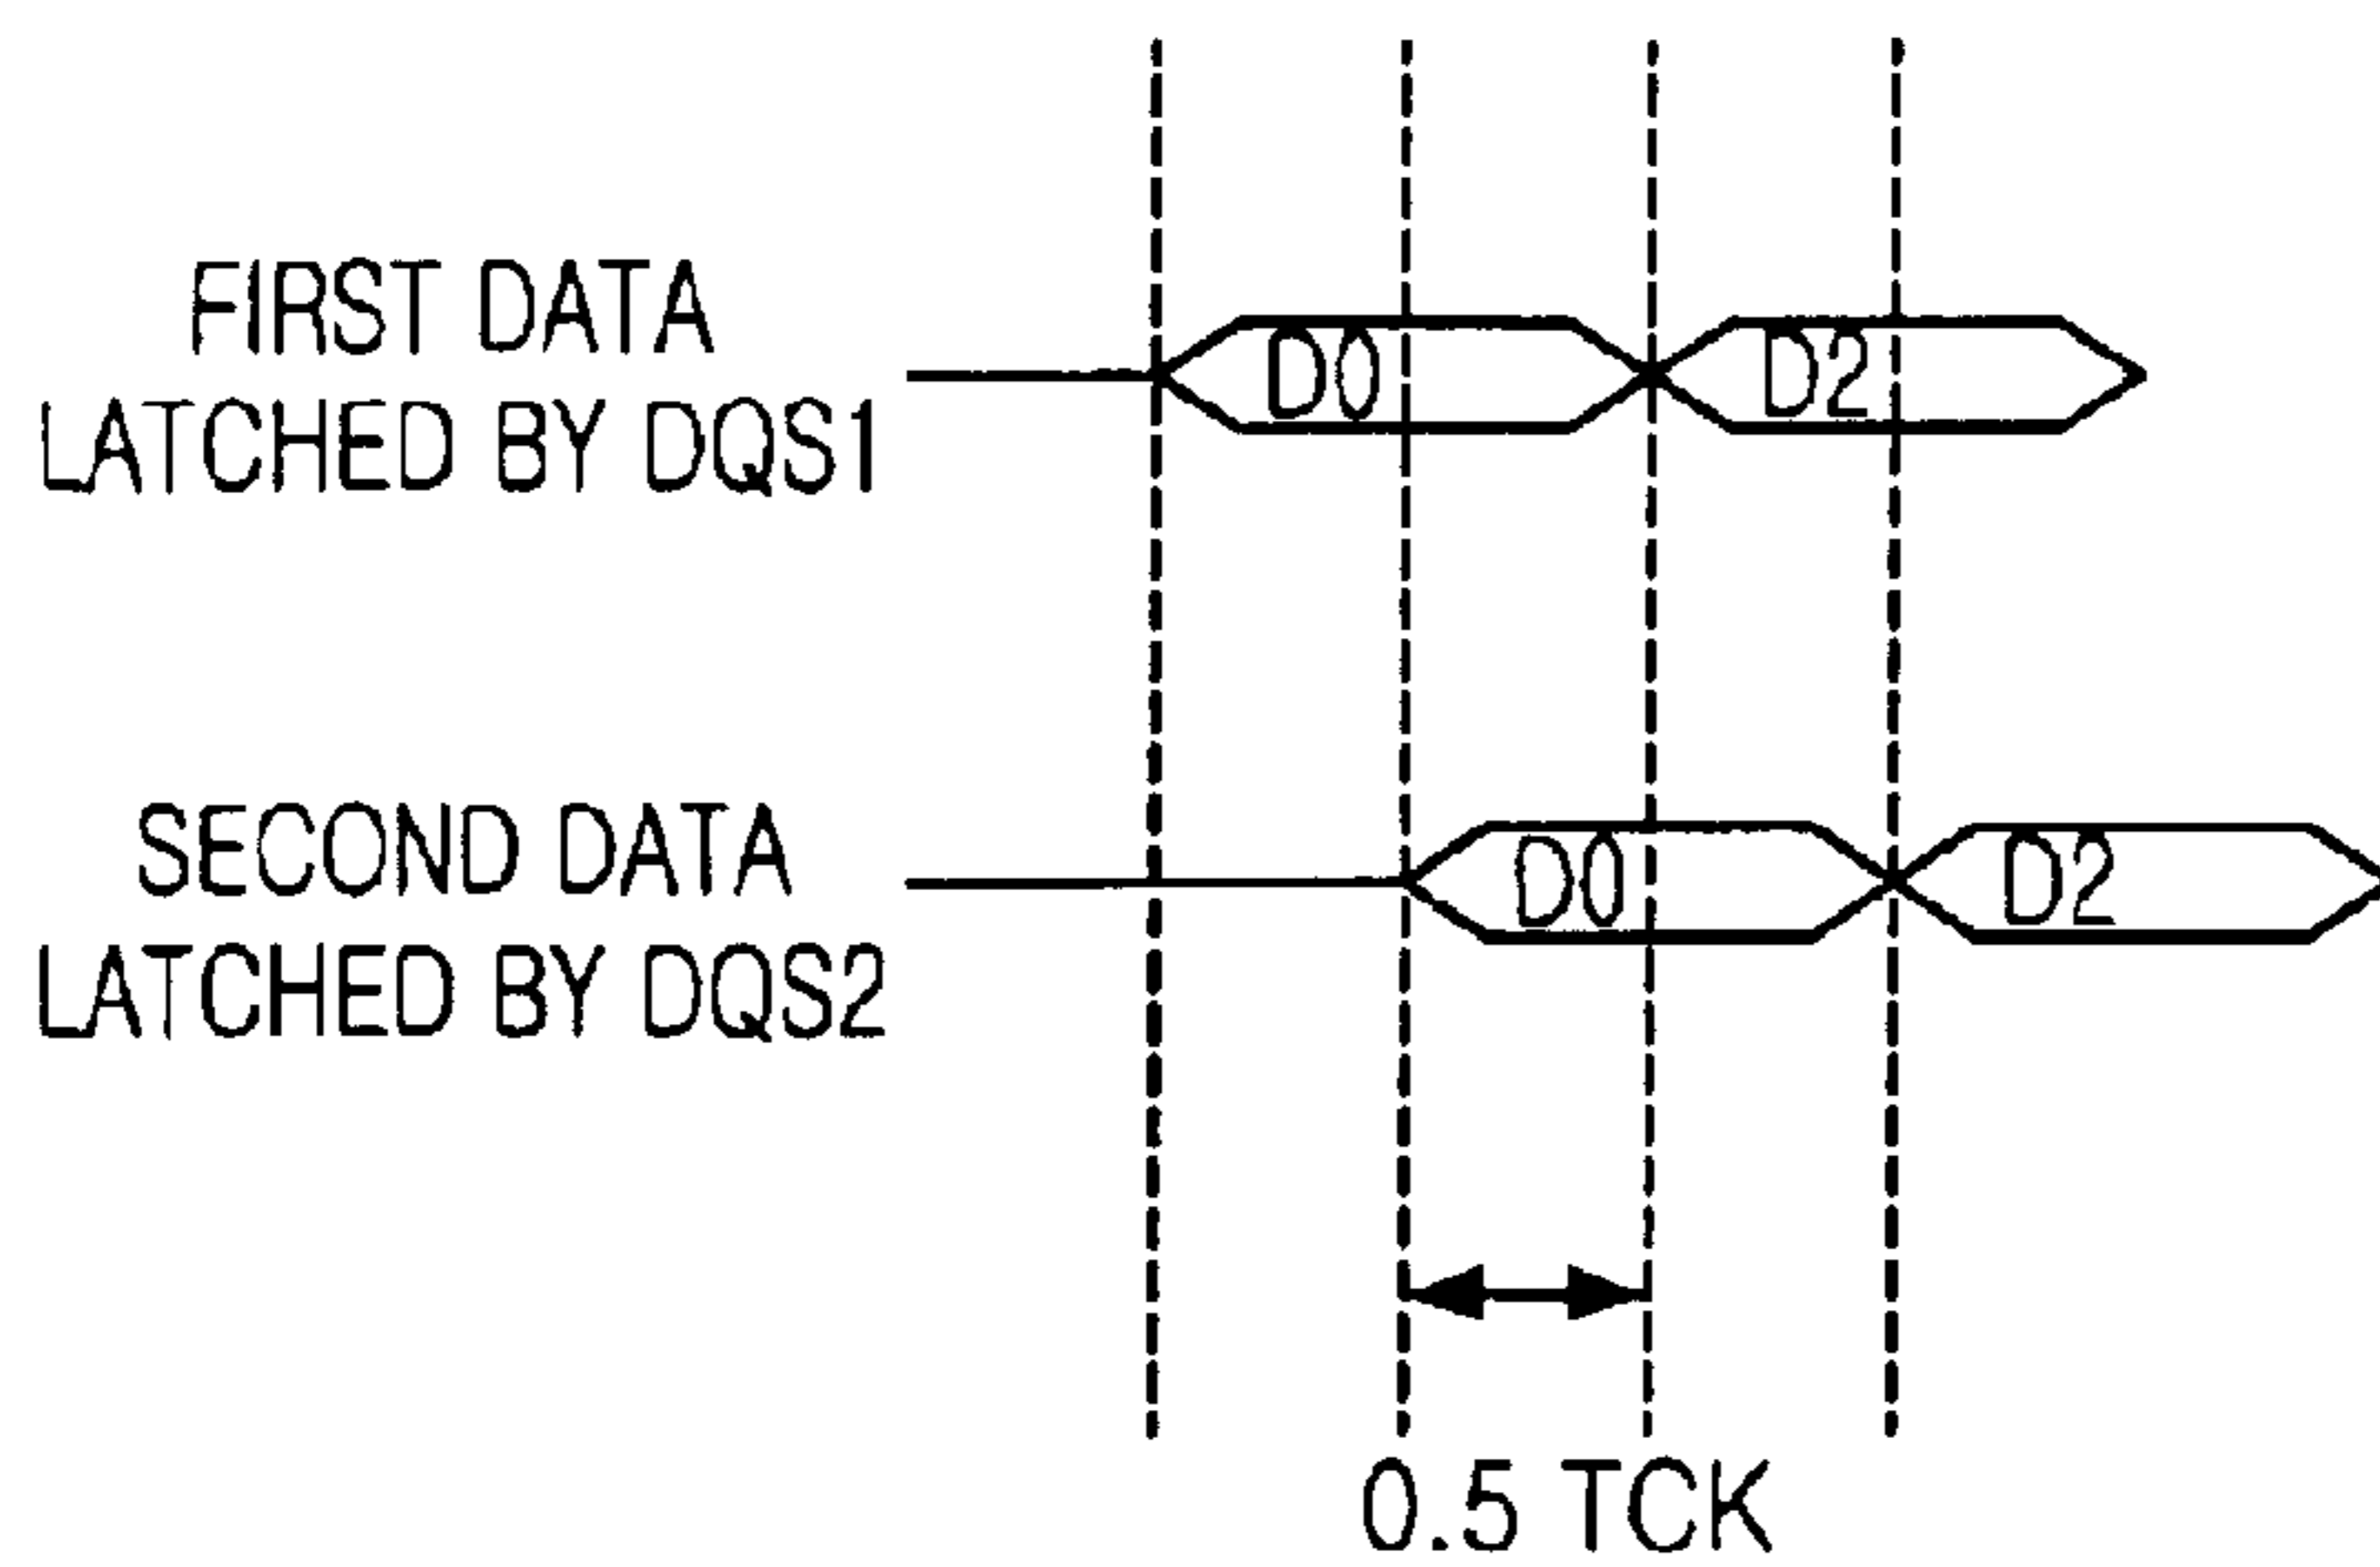 FIRST DATA
LATCHED BY DQS1
D0
D2
SECOND DATA
LATCHED BY DQS2
D0
D2
0.5 TCK